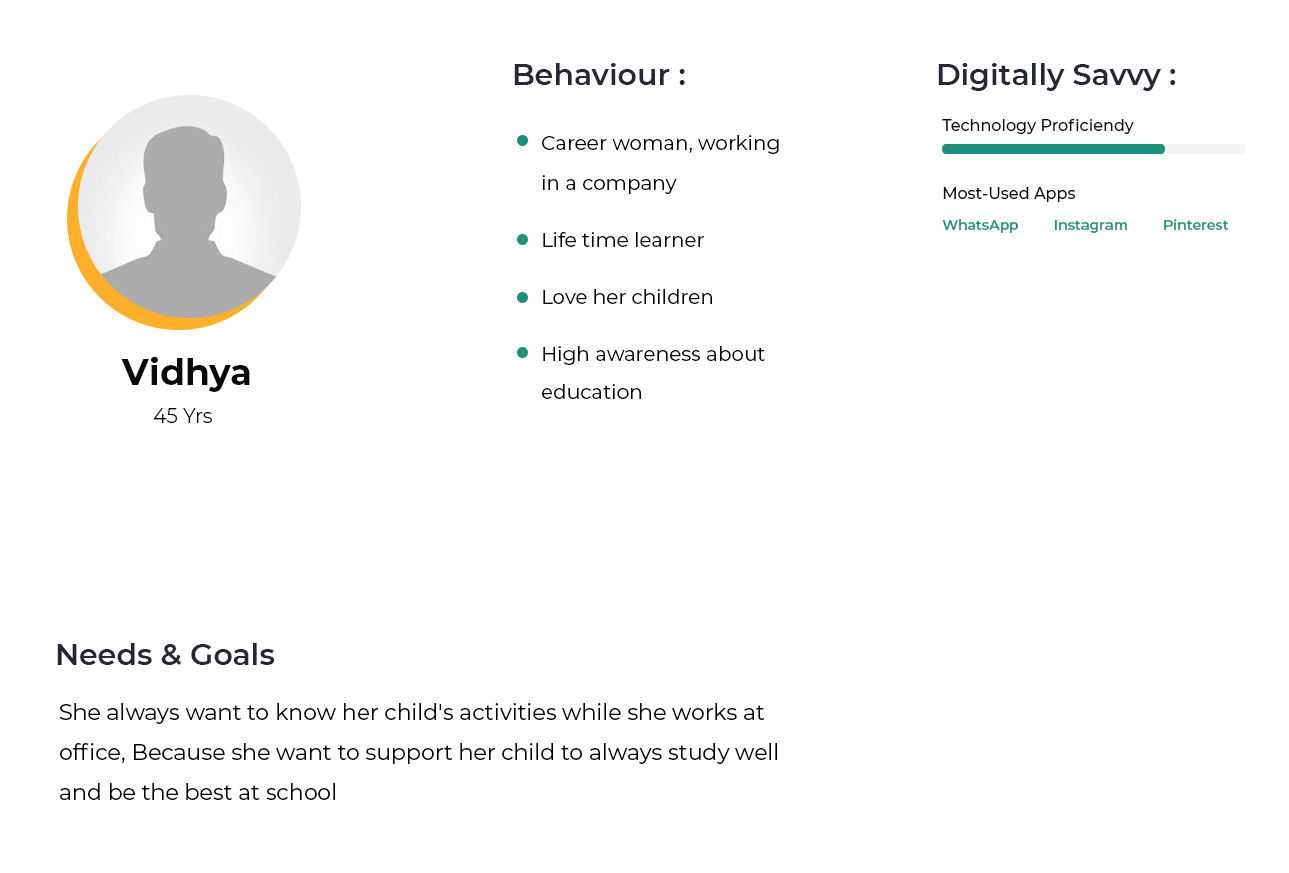 Vidhya
45 Yrs
Behaviour :
Career woman, working
in a company
Life time learner
Love her children
High awareness about
education
Digitally Savvy :
Technology Proficiendy
Most-Used Apps
WhatsApp Instagram Pinterest
Needs & Goals
She always want to know her child's activities while she works at
office, Because she want to support her child to always study well
and be the best at school